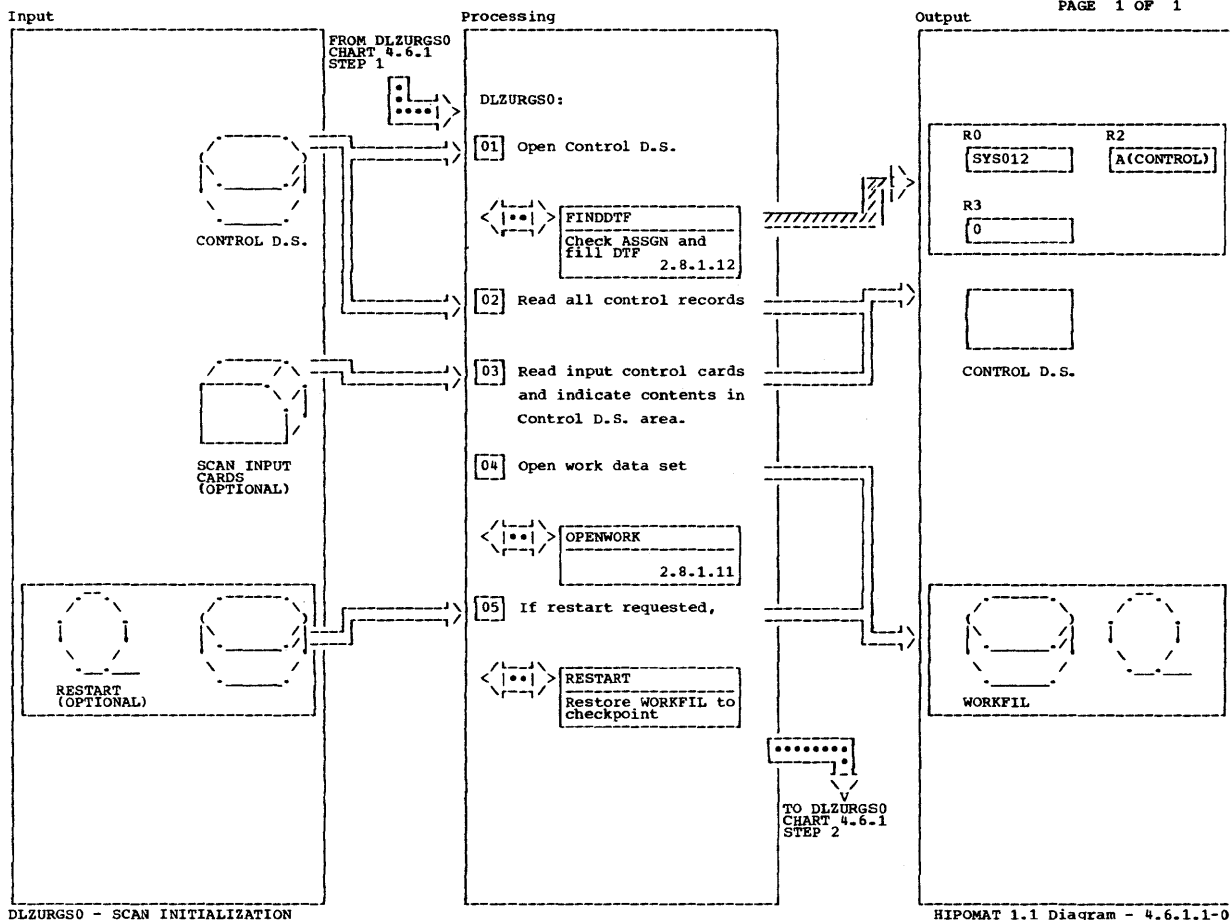 PAGE 1 OF 1
Input
Processing
Output
FROM DLZURGS0
CHART 4.6.1
STEP 1
DLZURGS0:
01 Open Control D.S.
CONTROL D.S.
FINDDTF
Check ASSGN and
fill DTF
2.8.1.12
R0
R2
SYS012
A(CONTROL)
R3
0
02 Read all control records
CONTROL D.S.
03 Read input control cards
and indicate contents in
Control D.S. area.
SCAN INPUT
CARDS
(OPTIONAL)
04 Open work data set
OPENWORK
2.8.1.11
05 If restart requested,
RESTART
(OPTIONAL)
RESTART
Restore WORKFIL to
checkpoint
WORKFIL
TO DLZURGS0
CHART 4.6.1
STEP 2
DLZURGS0 - SCAN INITIALIZATION
HIPOMAT 1.1 Diagram - 4.6.1.1-0